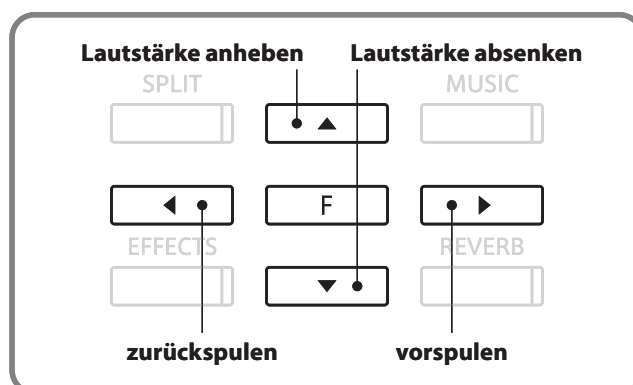 Lautstärke anheben Lautstärke absenken
SPLIT MUSIC
F
EFFECTS REVERB
zurückspulen vorspulen